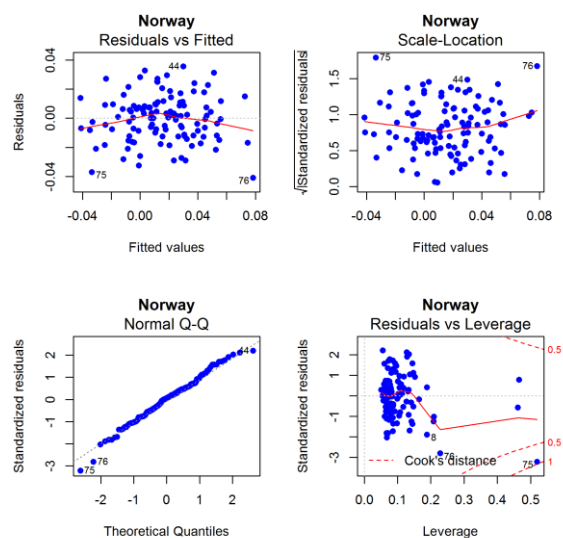 Norway
Residuals vs Fitted
Residuals
0.04
0.00
-0.04
44
75
76
-0.04 0.00 0.04 0.08
Fitted values
Norway
Scale-Location
√|Standardized residuals|
1.5
1.0
0.5
0.0
75
44
76
-0.04 0.00 0.04 0.08
Fitted values
Norway
Normal Q-Q
Standardized residuals
2
1
-1
-3
44
76
75
-2 -1 0 1 2
Theoretical Quantiles
Norway
Residuals vs Leverage
Standardized residuals
2
1
-1
-3
0.5
0.5
1
8
76
75
Cook's distance
0.0 0.1 0.2 0.3 0.4 0.5
Leverage